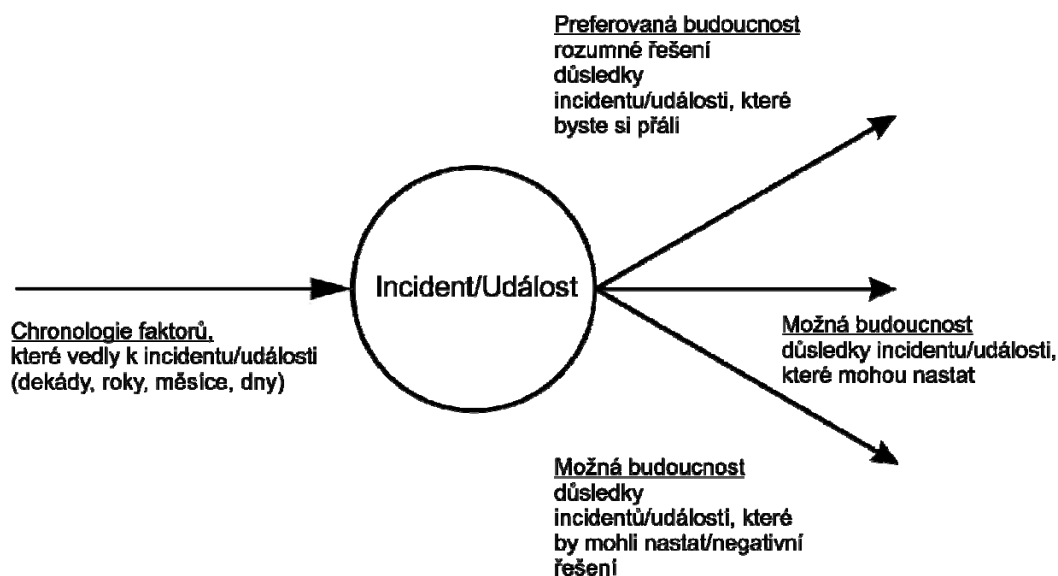 Preferovaná budoucnost
rozumné řešení
důsledky
incidentu/události, které
byste si přáli
Incident/Událost
Chronologie faktorů,
které vedly k incidentu/události
(dekády, roky, měsíce, dny)
Možná budoucnost
důsledky incidentu/události,
které mohou nastat
Možná budoucnost
důsledky
incidentů/událostí, které
by mohli nastat/negativní
řešení